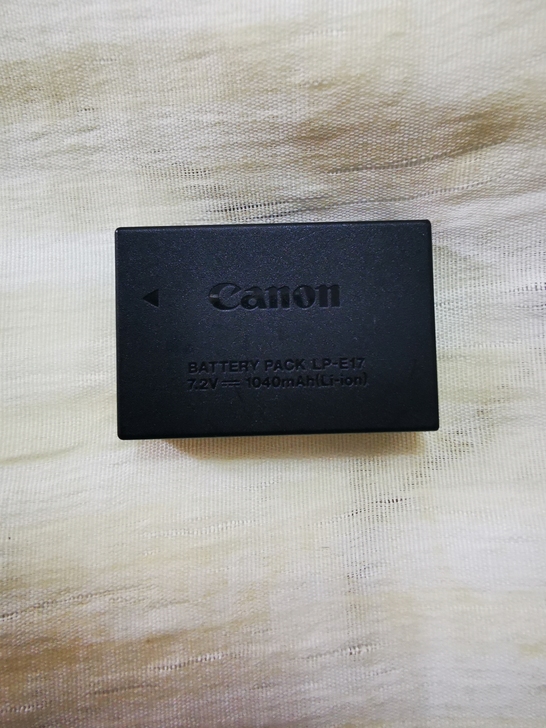 Canon
BATTERY PACK LP-E17
7.2V ⎓ 1040mAh(Li-ion)